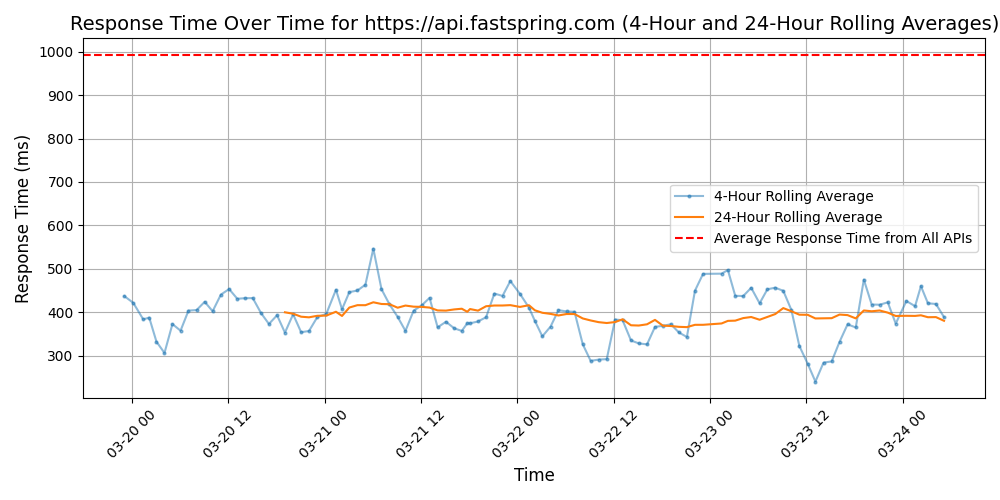 Response Time Over Time for https://api.fastspring.com (4-Hour and 24-Hour Rolling Averages)
Response Time (ms)
1000
900
800
700
600
500
400
300
4-Hour Rolling Average
24-Hour Rolling Average
Average Response Time from All APIs
03-20 00
03-20 12
03-21 00
03-21 12
03-22 00
03-22 12
03-23 00
03-23 12
03-24 00
Time